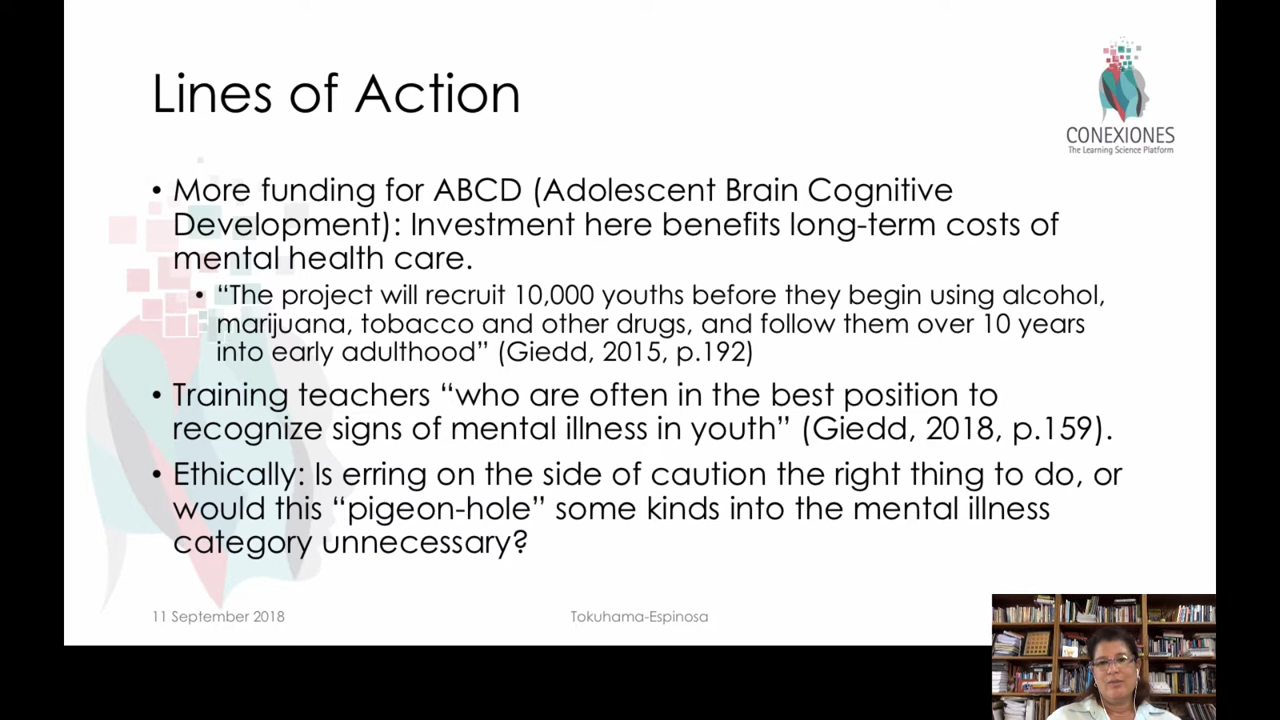 Lines of Action
CONEXIONES
The Learning Science Platform
• More funding for ABCD (Adolescent Brain Cognitive
Development): Investment here benefits long-term costs of
mental health care.
• “The project will recruit 10,000 youths before they begin using alcohol,
marijuana, tobacco and other drugs, and follow them over 10 years
into early adulthood” (Giedd, 2015, p.192)
• Training teachers “who are often in the best position to
recognize signs of mental illness in youth” (Giedd, 2018, p.159).
• Ethically: Is erring on the side of caution the right thing to do, or
would this “pigeon-hole” some kinds into the mental illness
category unnecessary?
11 September 2018
Tokuhama-Espinosa